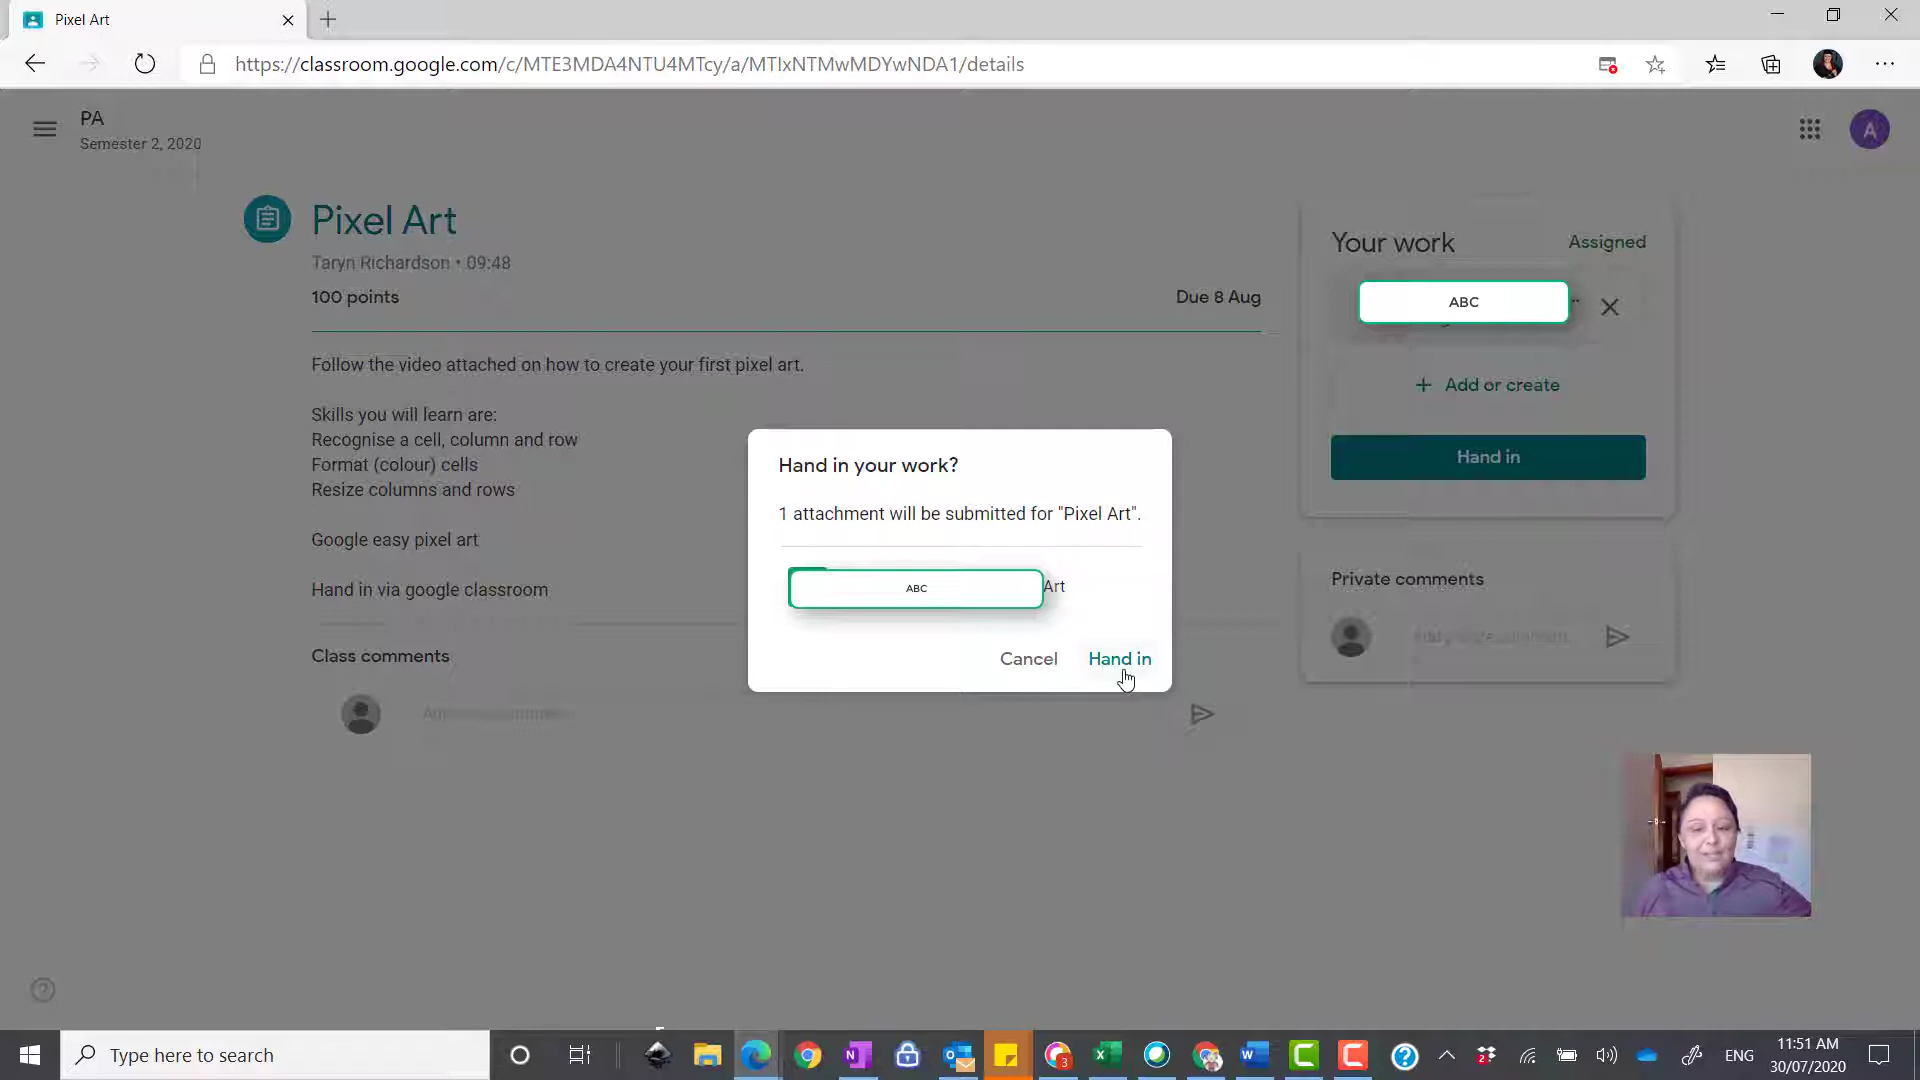 Pixel Art
https://classroom.google.com/c/MTE3MDA4NTU4MTcy/a/MTIxNTMwMDYwNDA1/details
PA
Semester 2, 2020
A
Pixel Art
Taryn Richardson • 09:48
100 points
Due 8 Aug
Follow the video attached on how to create your first pixel art.
Skills you will learn are:
Recognise a cell, column and row
Format (colour) cells
Resize columns and rows
Google easy pixel art
Hand in via google classroom
Class comments
Your work
Assigned
ABC
+ Add or create
Hand in
Private comments
Hand in your work?
1 attachment will be submitted for "Pixel Art".
ABC
Art
Cancel
Hand in
Type here to search
ENG
11:51 AM
30/07/2020